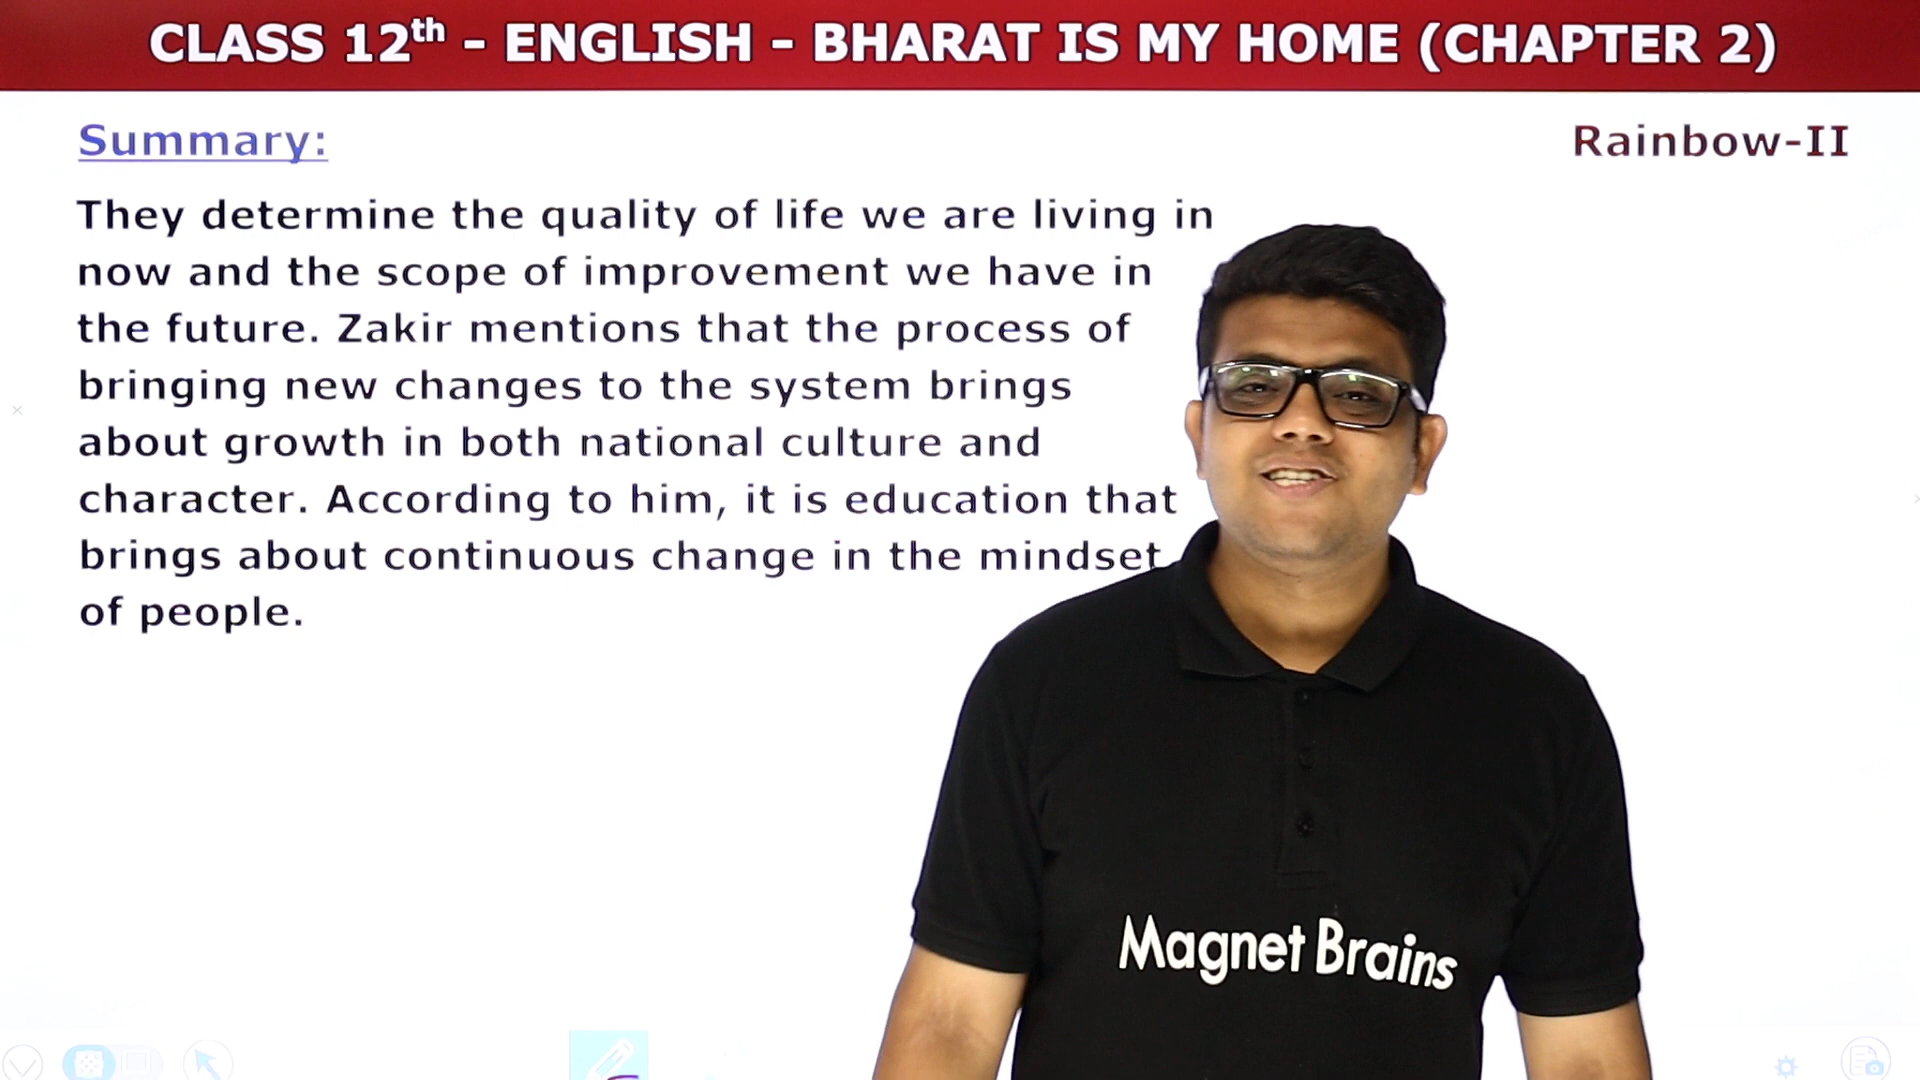 CLASS 12th - ENGLISH - BHARAT IS MY HOME (CHAPTER 2)
Summary:
Rainbow-II
They determine the quality of life we are living in
now and the scope of improvement we have in
the future. Zakir mentions that the process of
bringing new changes to the system brings
about growth in both national culture and
character. According to him, it is education that
brings about continuous change in the mindset
of people.
Magnet Brains